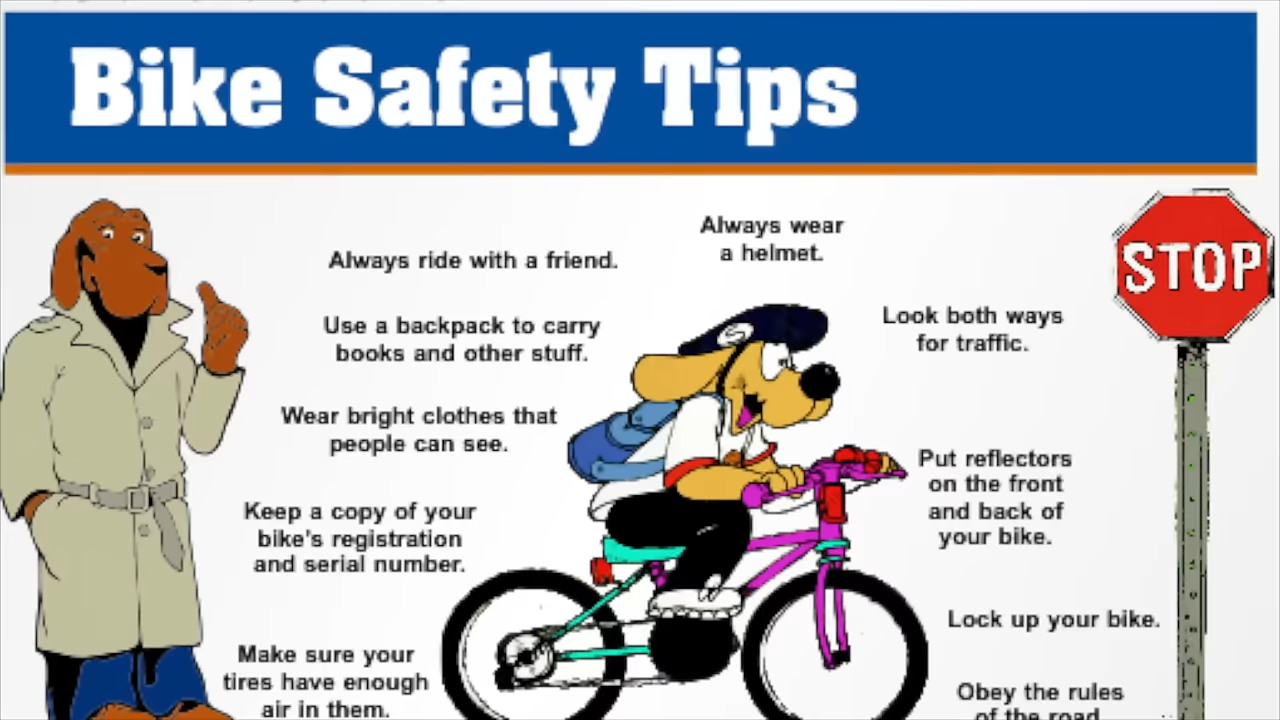 Bike Safety Tips
Always ride with a friend.
Use a backpack to carry
books and other stuff.
Wear bright clothes that
people can see.
Keep a copy of your
bike's registration
and serial number.
Make sure your
tires have enough
air in them.
Always wear
a helmet.
Look both ways
for traffic.
Put reflectors
on the front
and back of
your bike.
Lock up your bike.
Obey the rules
of the road
STOP